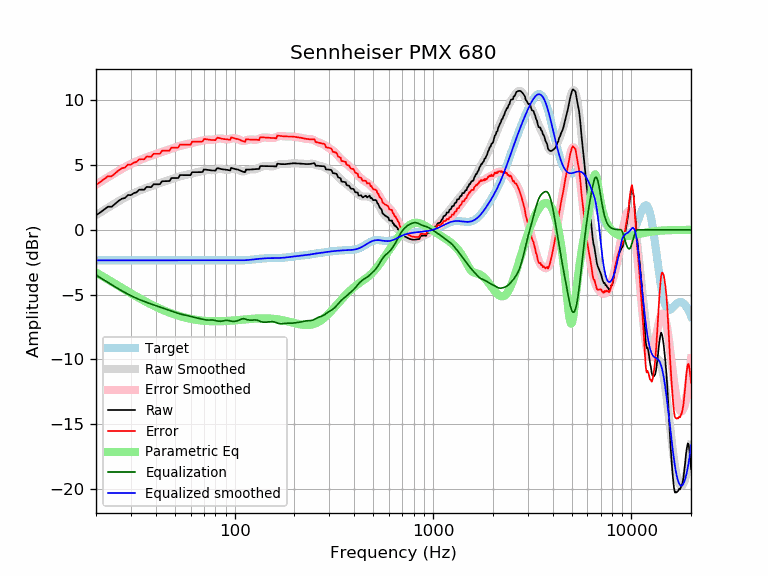 Sennheiser PMX 680
Amplitude (dBr)
10
5
0
−5
−10
−15
−20
Target
Raw Smoothed
Error Smoothed
Raw
Error
Parametric Eq
Equalization
Equalized smoothed
100
1000
10000
Frequency (Hz)